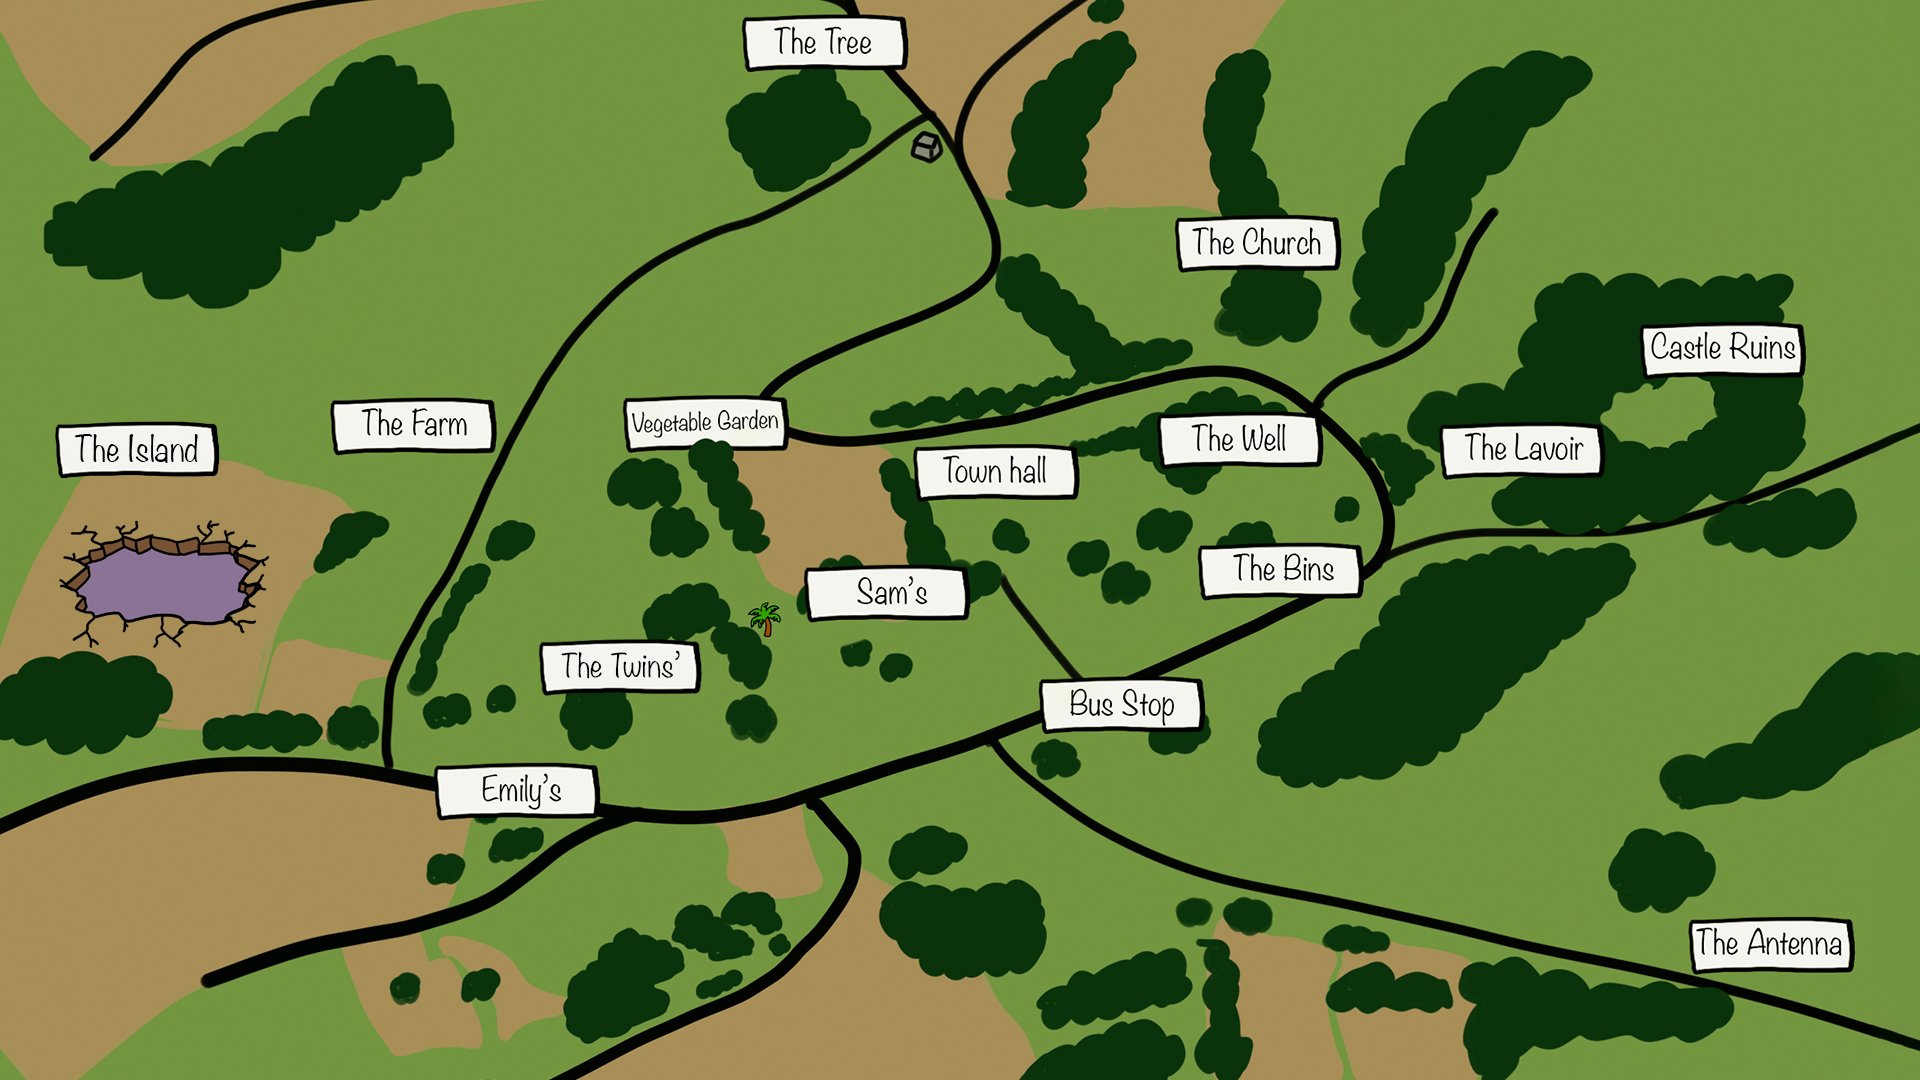 The Tree
The Church
Castle Ruins
The Island
The Farm
Vegetable Garden
Town hall
The Well
The Lavoir
Sam's
The Bins
The Twins'
Bus Stop
Emily's
The Antenna